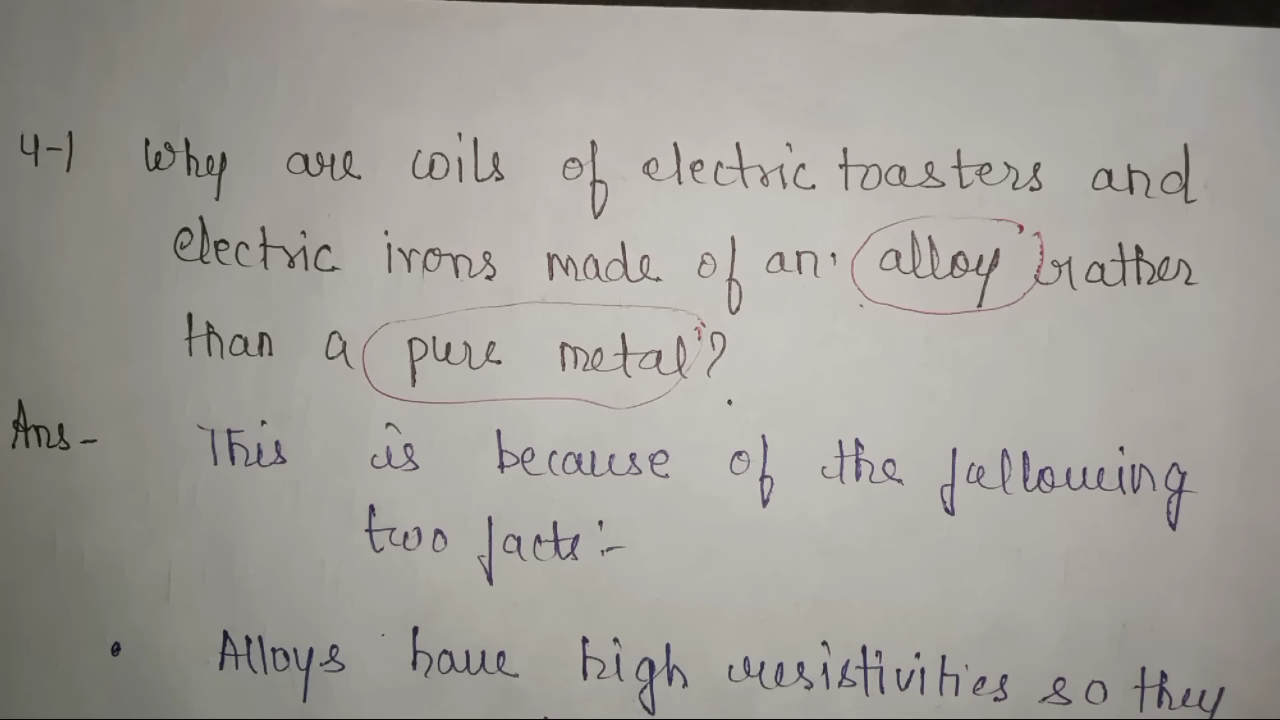 4-1 Why are coils of electric toasters and
electric irons made of an alloy rather
than a pure metal?
Ans- This is because of the fallowing
two facts:-
• Alloys have high resistivities so they